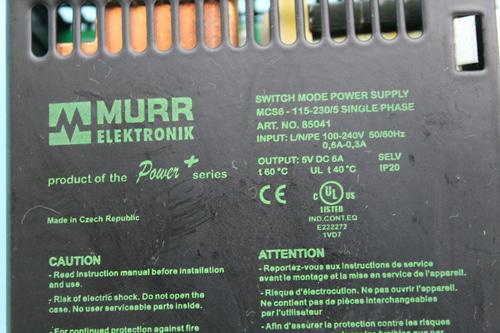 MURR
ELEKTRONIK
product of the Power+ series
Made in Czech Republic
SWITCH MODE POWER SUPPLY
MCS6 - 115-230/5 SINGLE PHASE
ART. NO. 85041
INPUT: L/N/PE 100-240V 50/60Hz
0,6A-0,3A
OUTPUT: 5V DC 6A SELV
t 60°C UL t 40°C IP20
CE C UL US
LISTED
IND.CONT.EQ
E222272
1VD7
CAUTION
- Read instruction manual before installation
and use.
- Risk of electric shock. Do not open the
case. No user serviceable parts inside.
- For continued protection against fire
ATTENTION
- Reportez-vous aux instructions de service
avant le montage et la mise en service de l'appareil.
- Risque d'électrocution. Ne pas ouvrir l'appareil.
Ne contient pas de pièces interchangeables
par l'utilisateur
- Afin d'assurer la protection contre les risques